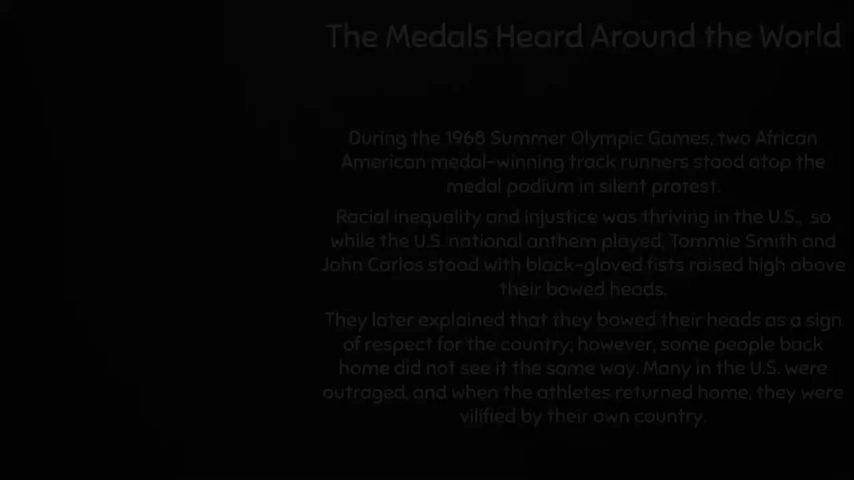 The Medals Heard Around the World
During the 1968 Summer Olympic Games, two African
American medal-winning track runners stood atop the
medal podium in silent protest.
Racial inequality and injustice was thriving in the U.S., so
while the U.S. national anthem played, Tommie Smith and
John Carlos stood with black-gloved fists raised high above
their bowed heads.
They later explained that they bowed their heads as a sign
of respect for the country; however, some people back
home did not see it the same way. Many in the U.S. were
outraged, and when the athletes returned home, they were
vilified by their own country.